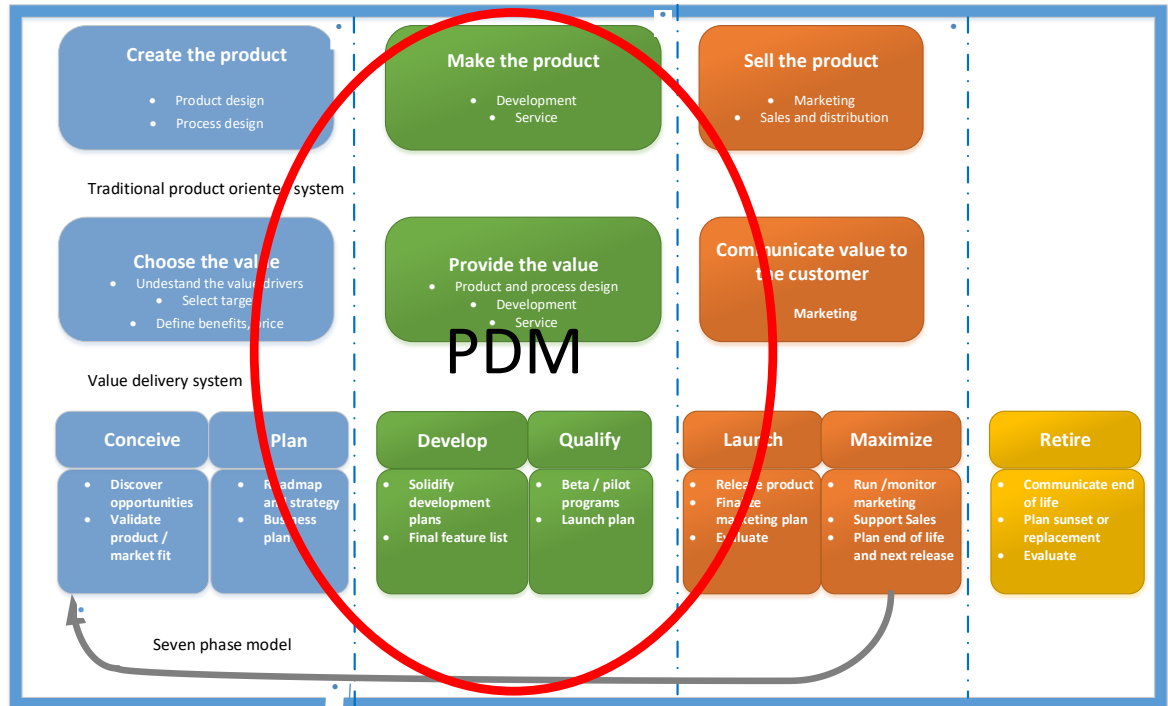 Create the product
• Product design
• Process design
Make the product
• Development
• Service
Sell the product
• Marketing
• Sales and distribution
Traditional product oriented system
Choose the value
• Undestand the value drivers
• Select target
• Define benefits, price
Provide the value
• Product and process design
• Development
• Service
Communicate value to
the customer
Marketing
PDM
Value delivery system
Conceive
• Discover
opportunities
• Validate
product /
market fit
Plan
• Roadmap
and strategy
• Business
plan
Develop
• Solidify
development
plans
• Final feature list
Qualify
• Beta / pilot
programs
• Launch plan
Launch
• Release product
• Finalize
marketing plan
• Evaluate
Maximize
• Run /monitor
marketing
• Support Sales
• Plan end of life
and next release
Retire
• Communicate end
of life
• Plan sunset or
replacement
• Evaluate
Seven phase model